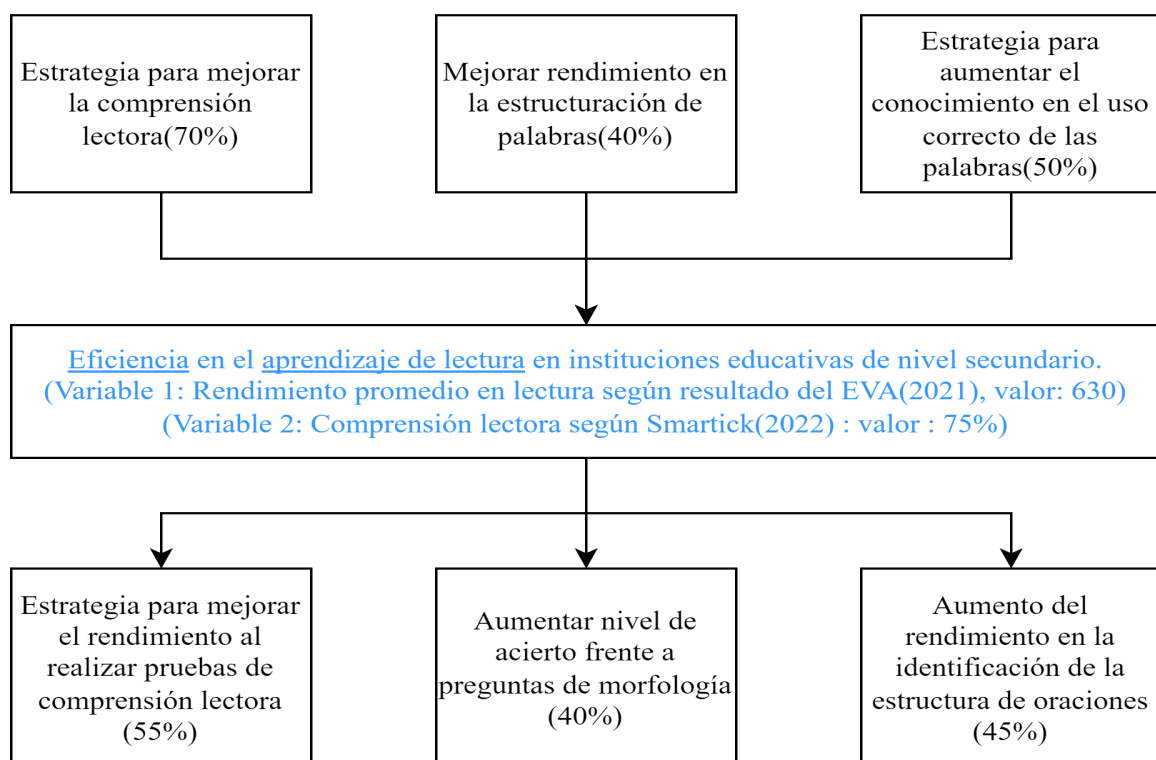 Estrategia para mejorar
la comprensión
lectora(70%)
Mejorar rendimiento en
la estructuración de
palabras(40%)
Estrategia para
aumentar el
conocimiento en el uso
correcto de las
palabras(50%)
Eficiencia en el aprendizaje de lectura en instituciones educativas de nivel secundario.
(Variable 1: Rendimiento promedio en lectura según resultado del EVA(2021), valor: 630)
(Variable 2: Comprensión lectora según Smartick(2022) : valor : 75%)
Estrategia para mejorar
el rendimiento al
realizar pruebas de
comprensión lectora
(55%)
Aumentar nivel de
acierto frente a
preguntas de morfología
(40%)
Aumento del
rendimiento en la
identificación de la
estructura de oraciones
(45%)